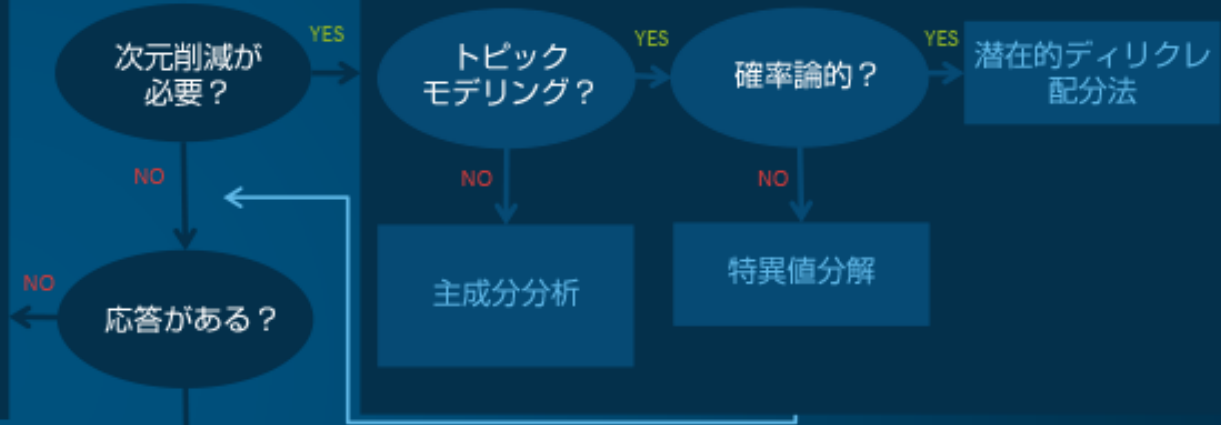 次元削減が
必要？
YES
トピック
モデリング？
YES
確率論的？
YES
潜在的ディリクレ
配分法
NO
NO
NO
主成分分析
特異値分解
NO
応答がある？